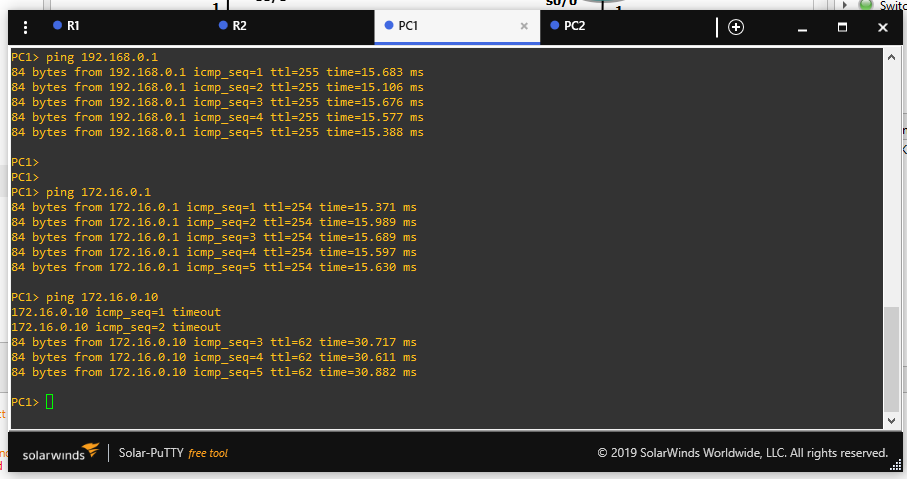 1
s0/0
1
Switc
R1
R2
PC1
PC2
PC1> ping 192.168.0.1
84 bytes from 192.168.0.1 icmp_seq=1 ttl=255 time=15.683 ms
84 bytes from 192.168.0.1 icmp_seq=2 ttl=255 time=15.106 ms
84 bytes from 192.168.0.1 icmp_seq=3 ttl=255 time=15.676 ms
84 bytes from 192.168.0.1 icmp_seq=4 ttl=255 time=15.577 ms
84 bytes from 192.168.0.1 icmp_seq=5 ttl=255 time=15.388 ms
PC1>
PC1>
PC1> ping 172.16.0.1
84 bytes from 172.16.0.1 icmp_seq=1 ttl=254 time=15.371 ms
84 bytes from 172.16.0.1 icmp_seq=2 ttl=254 time=15.989 ms
84 bytes from 172.16.0.1 icmp_seq=3 ttl=254 time=15.689 ms
84 bytes from 172.16.0.1 icmp_seq=4 ttl=254 time=15.597 ms
84 bytes from 172.16.0.1 icmp_seq=5 ttl=254 time=15.630 ms
PC1> ping 172.16.0.10
172.16.0.10 icmp_seq=1 timeout
172.16.0.10 icmp_seq=2 timeout
84 bytes from 172.16.0.10 icmp_seq=3 ttl=62 time=30.717 ms
84 bytes from 172.16.0.10 icmp_seq=4 ttl=62 time=30.611 ms
84 bytes from 172.16.0.10 icmp_seq=5 ttl=62 time=30.882 ms
PC1>
solarwinds
Solar-PuTTY free tool
© 2019 SolarWinds Worldwide, LLC. All rights reserved.